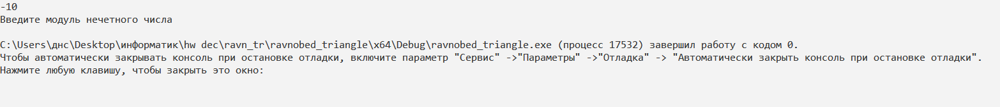 -10
Введите модуль нечетного числа
C:\Users\днс\Desktop\информатик\hw dec\ravn_tr\ravnobed_triangle\x64\Debug\ravnobed_triangle.exe (процесс 17532) завершил работу с кодом 0.
Чтобы автоматически закрывать консоль при остановке отладки, включите параметр "Сервис" ->"Параметры" ->"Отладка" -> "Автоматически закрыть консоль при остановке отладки".
Нажмите любую клавишу, чтобы закрыть это окно: